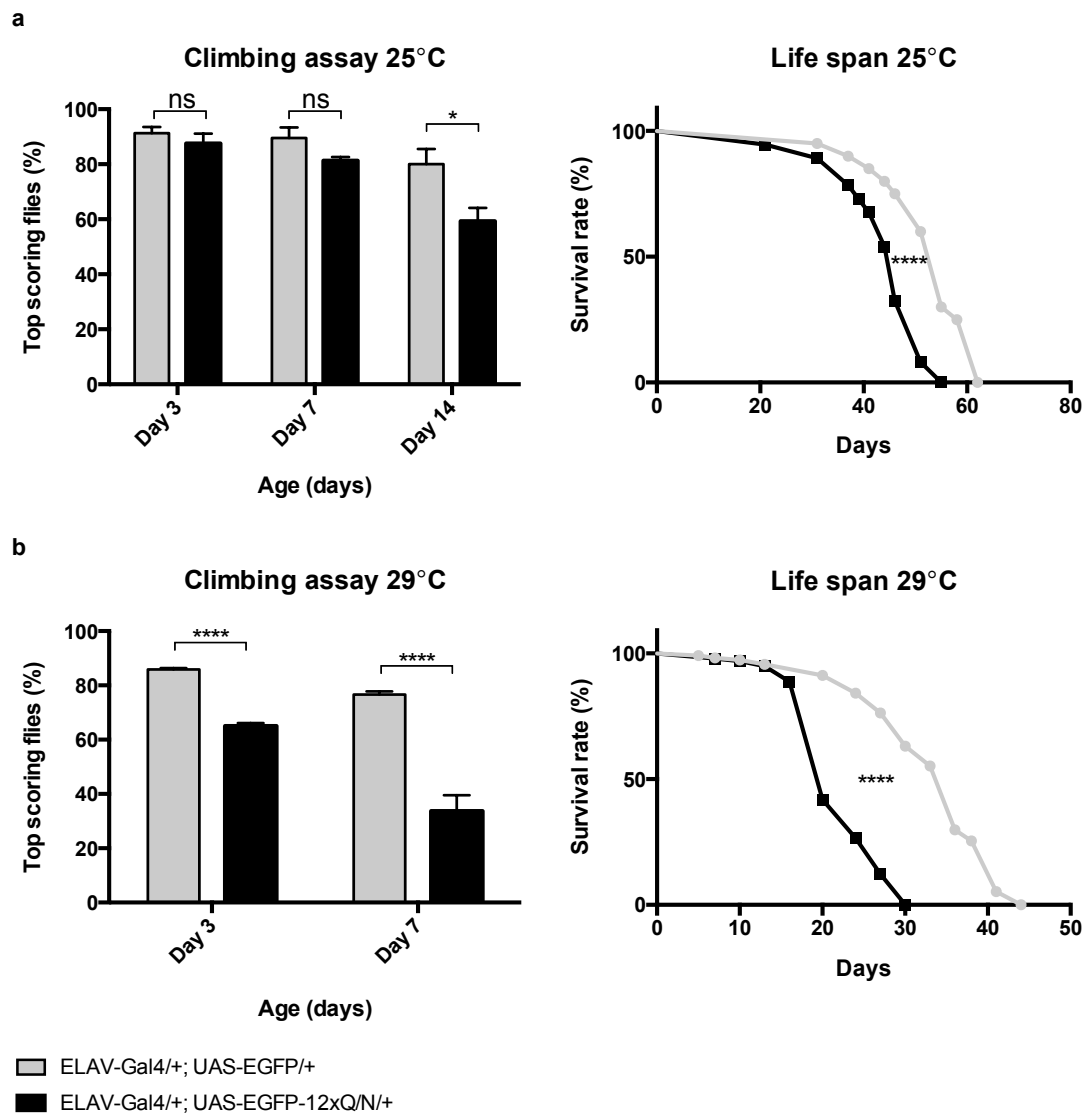 a
Climbing assay 25°C
ns
ns
*
100
80
60
40
20
0
Top scoring flies (%)
Day 3
Day 7
Day 14
Age (days)
Life span 25°C
100
50
0
Survival rate (%)
****
0
20
40
60
80
Days
b
Climbing assay 29°C
****
****
100
80
60
40
20
0
Top scoring flies (%)
Day 3
Day 7
Age (days)
Life span 29°C
100
50
0
Survival rate (%)
****
0
10
20
30
40
50
Days
ELAV-Gal4/+; UAS-EGFP/+
ELAV-Gal4/+; UAS-EGFP-12xQ/N/+